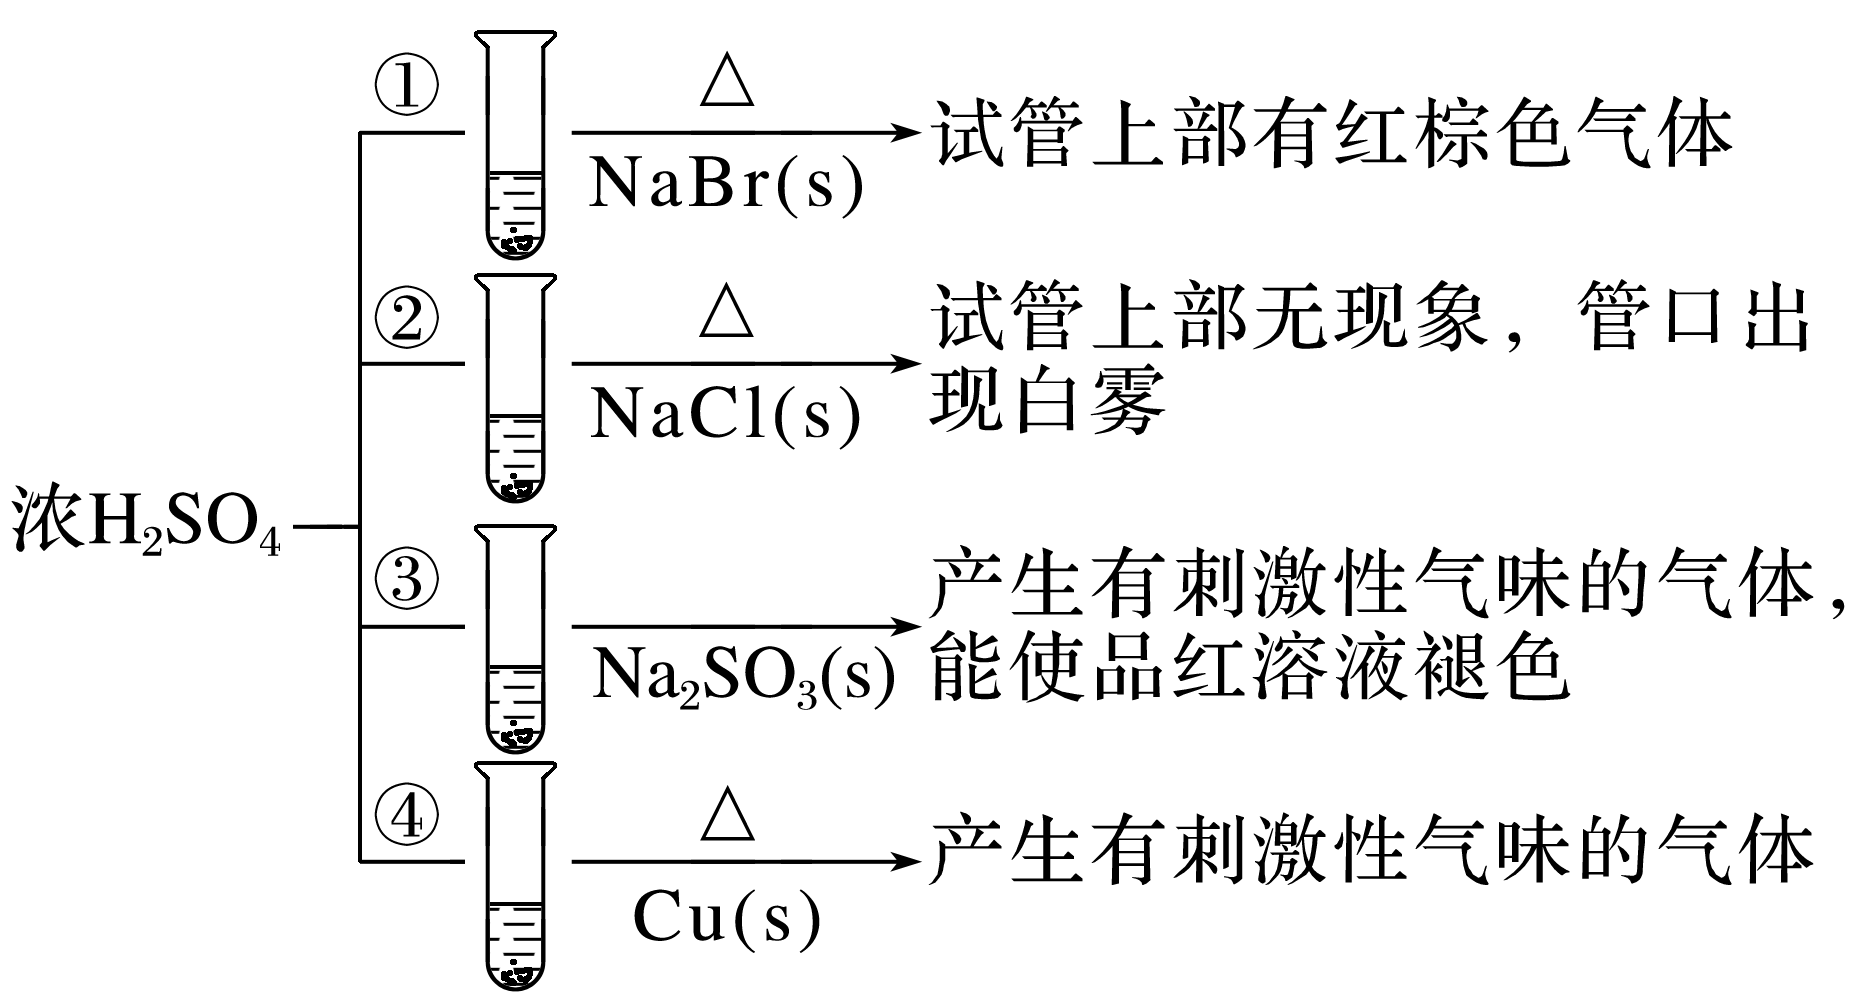 ①
△
NaBr(s)
试管上部有红棕色气体
②
△
NaCl(s)
试管上部无现象，管口出
现白雾
浓H₂SO₄
③
Na₂SO₃(s)
产生有刺激性气味的气体，
能使品红溶液褪色
④
△
Cu(s)
产生有刺激性气味的气体